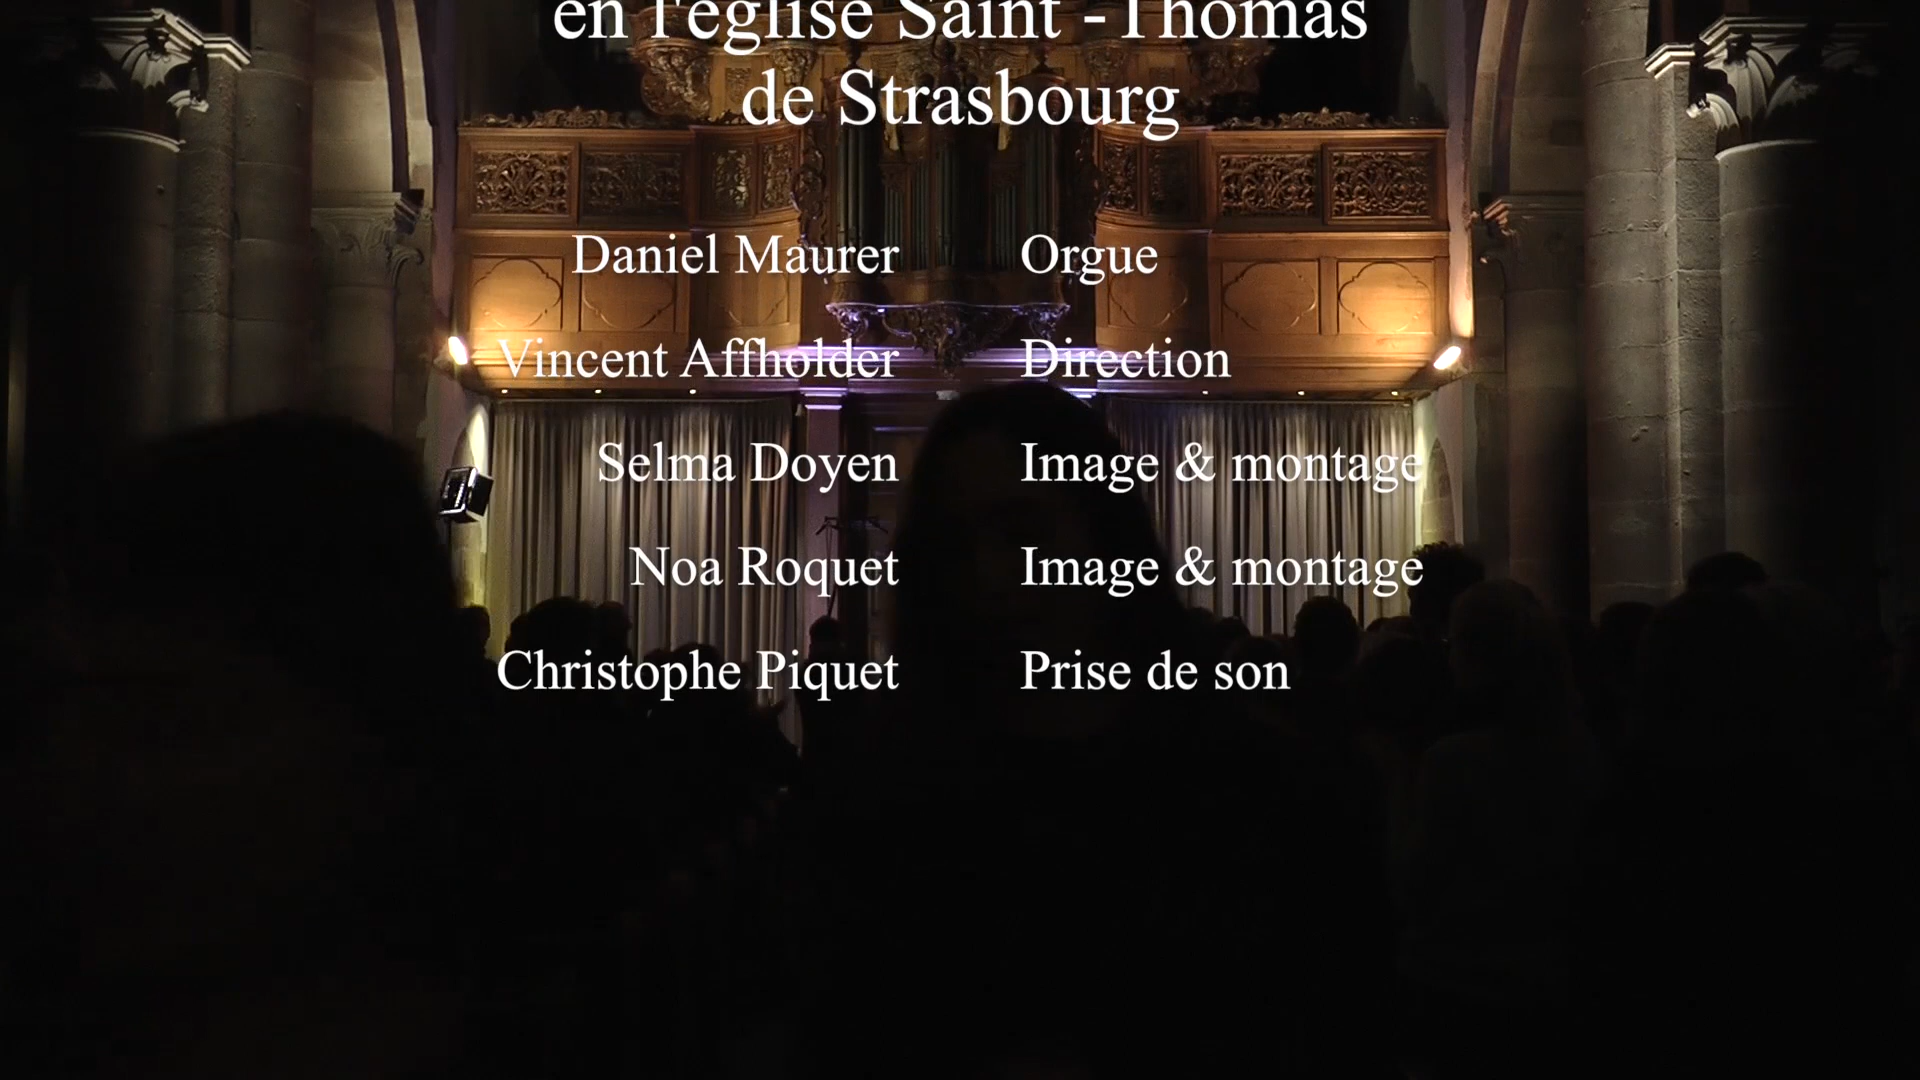 en l'église Saint -Thomas
de Strasbourg
Daniel Maurer Orgue
Vincent Affholder Direction
Selma Doyen Image & montage
Noa Roquet Image & montage
Christophe Piquet Prise de son